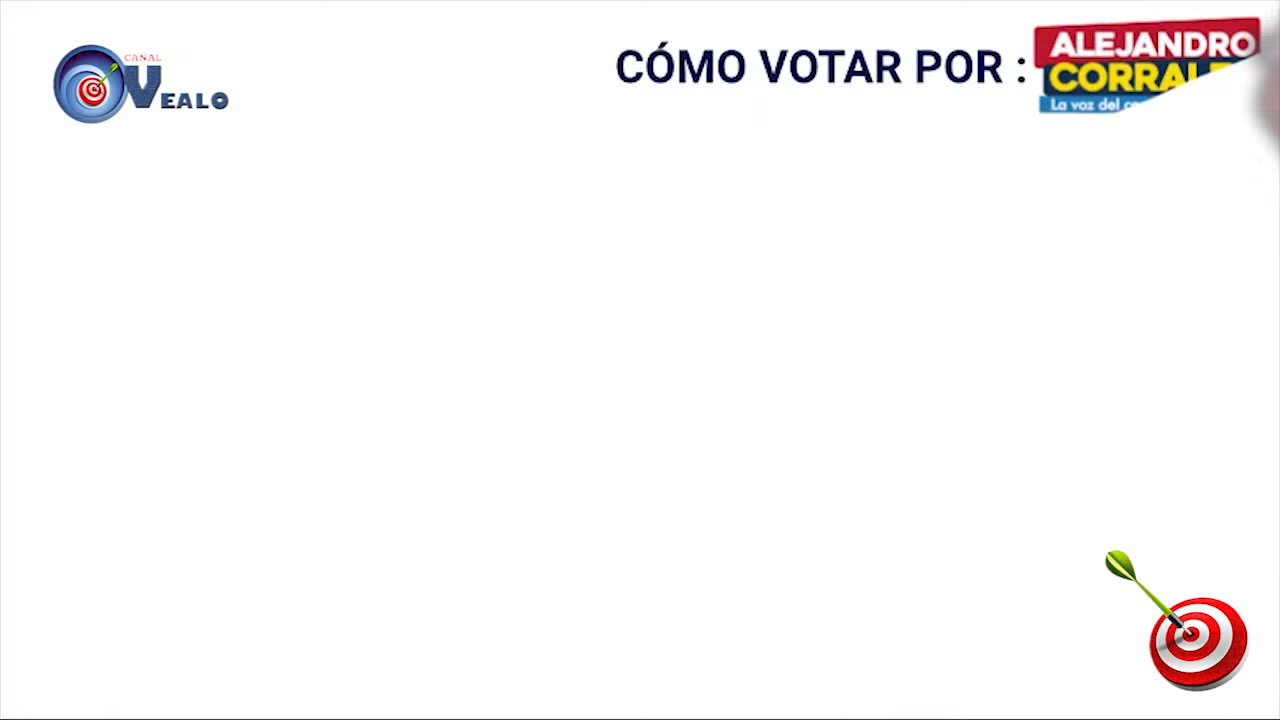 CANAL
VEALO
CÓMO VOTAR POR :
ALEJANDRO
La voz del